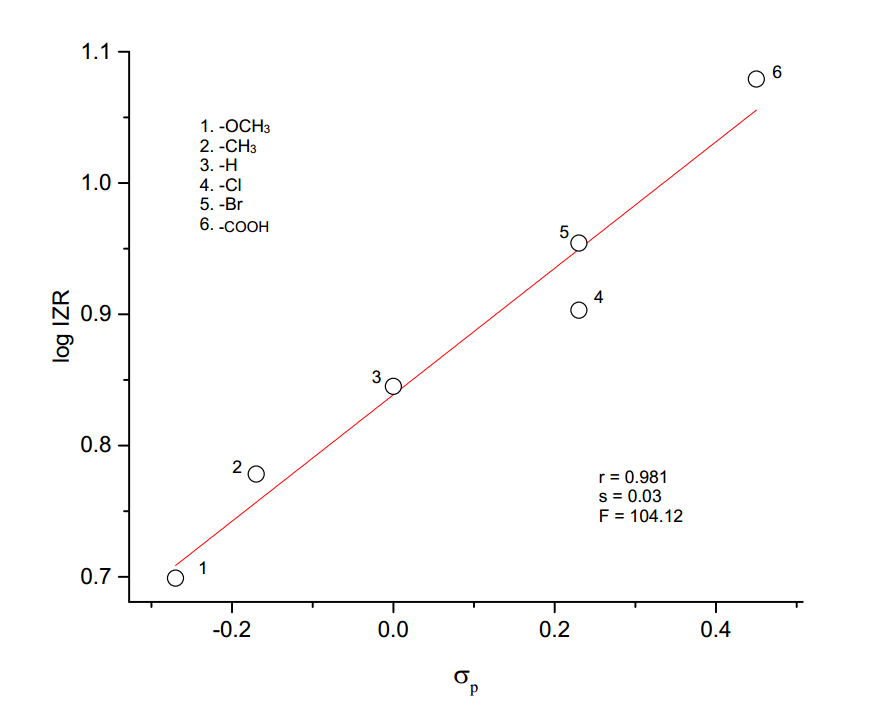 1.1
1.0
0.9
0.8
0.7
log IZR
1. -OCH₃
2. -CH₃
3. -H
4. -Cl
5. -Br
6. -COOH
6
5
4
3
2
1
r = 0.981
s = 0.03
F = 104.12
-0.2 0.0 0.2 0.4
σₚ